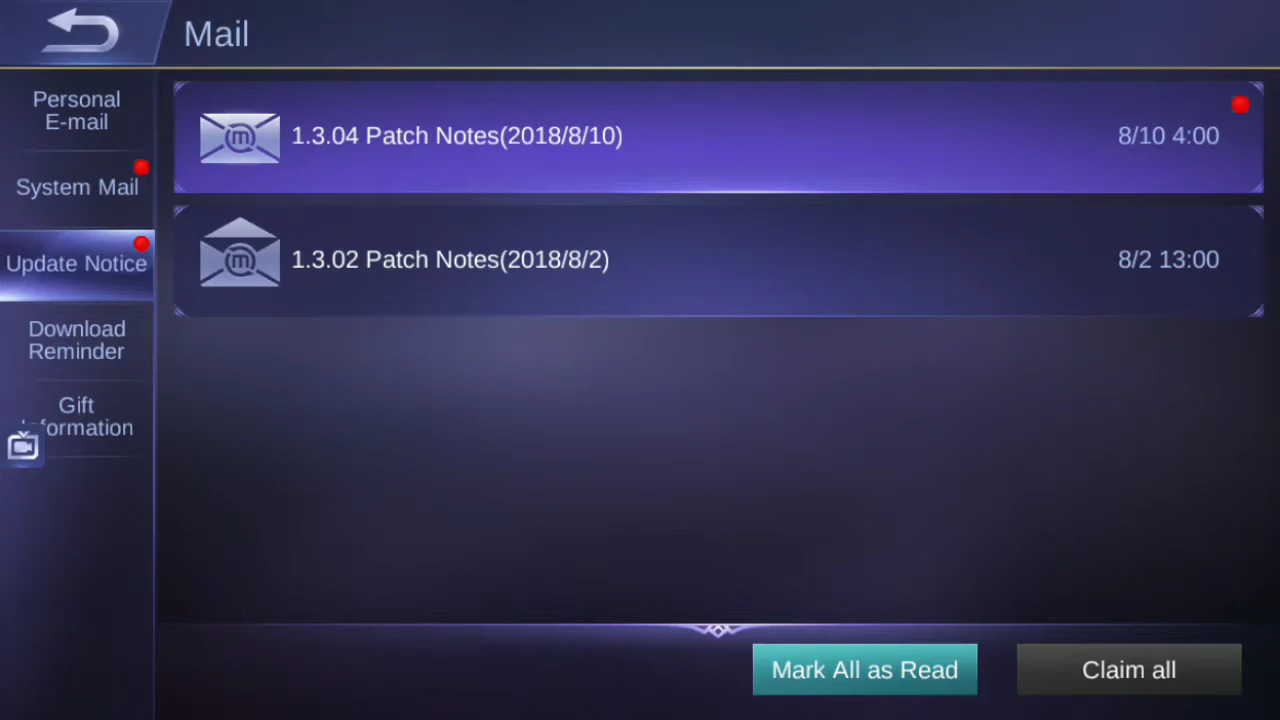 Mail
Personal
E-mail
System Mail
Update Notice
Download
Reminder
Gift
Information
1.3.04 Patch Notes(2018/8/10)
8/10 4:00
1.3.02 Patch Notes(2018/8/2)
8/2 13:00
Mark All as Read
Claim all